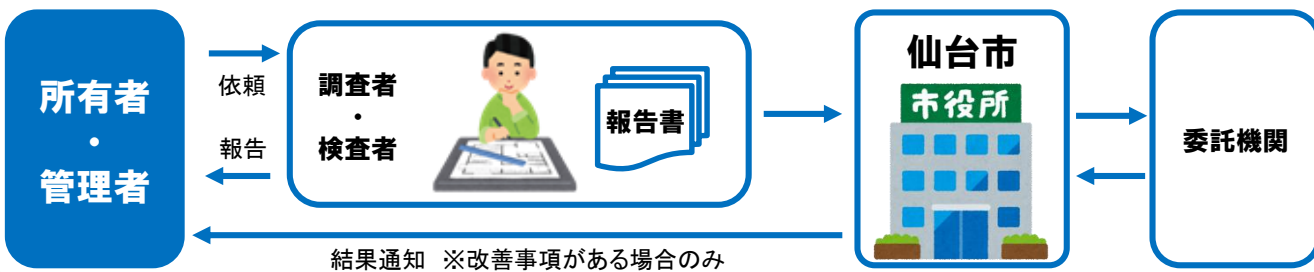 所有者
・
管理者
依頼
報告
調査者
・
検査者
報告書
仙台市
市役所
委託機関
結果通知 ※改善事項がある場合のみ